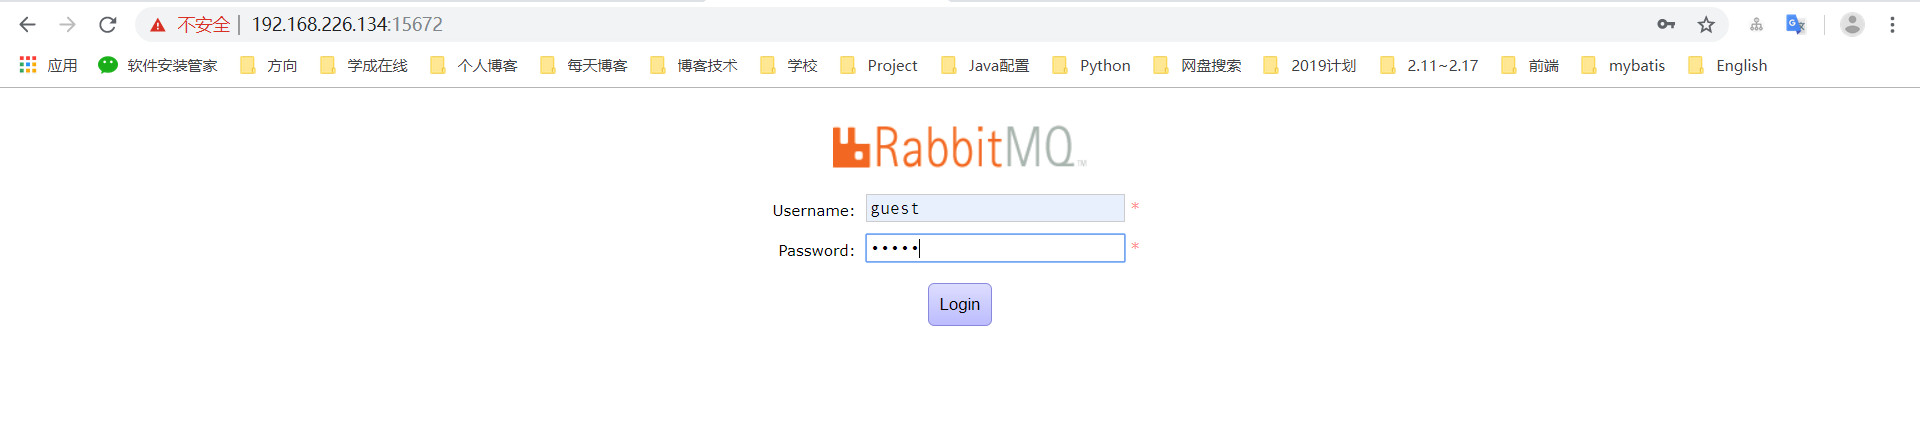 不安全 | 192.168.226.134:15672
应用 软件安装管家 方向 学成在线 个人博客 每天博客 博客技术 学校 Project Java配置 Python 网盘搜索 2019计划 2.11~2.17 前端 mybatis English
RabbitMQ™
Username: guest *
Password: ••••• *
Login